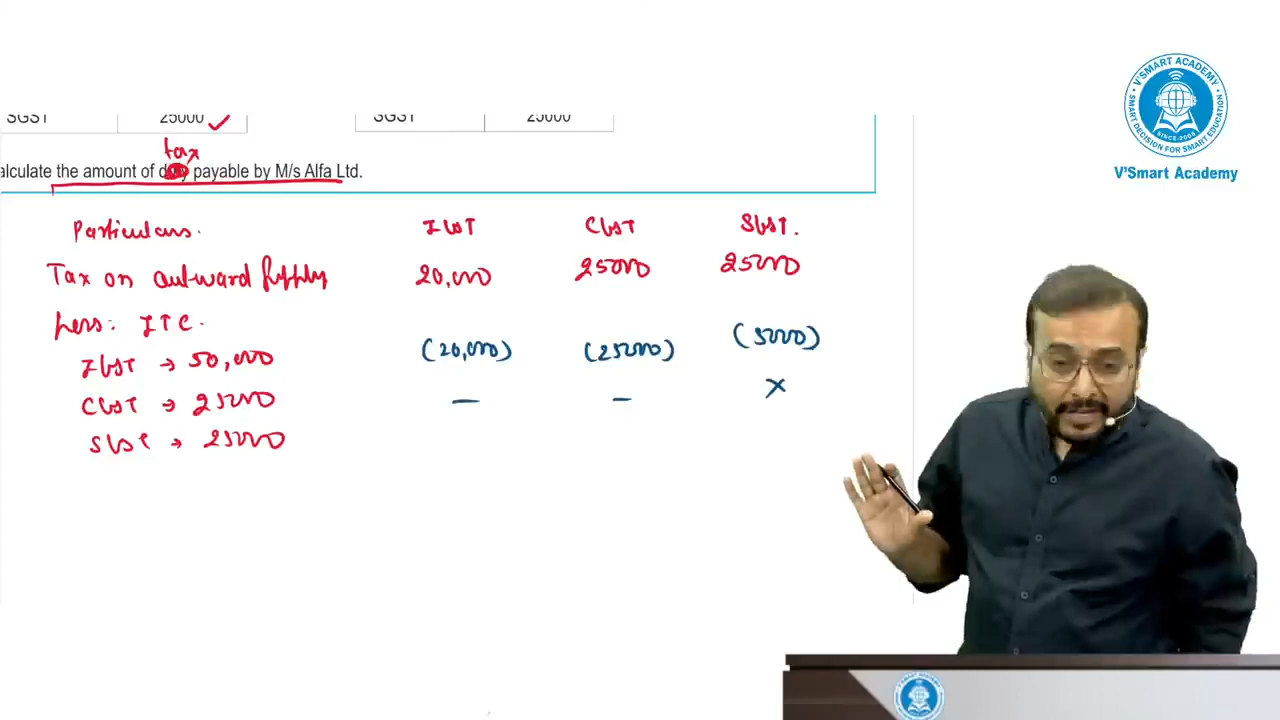 SGST 25000 SGST 25000
tax
alculate the amount of payable by M/s Alfa Ltd.
Particulars. IGST CGST SGST.
Tax on outward supply 20,000 25000 25000
Less: ITC.
IGST → 50,000 (20,000) (25000) (5000)
CGST → 25000 — — ×
SGST → 25000
V'SMART ACADEMY
SMART DECISION FOR SMART EDUCATION
SINCE-2008
V'Smart Academy